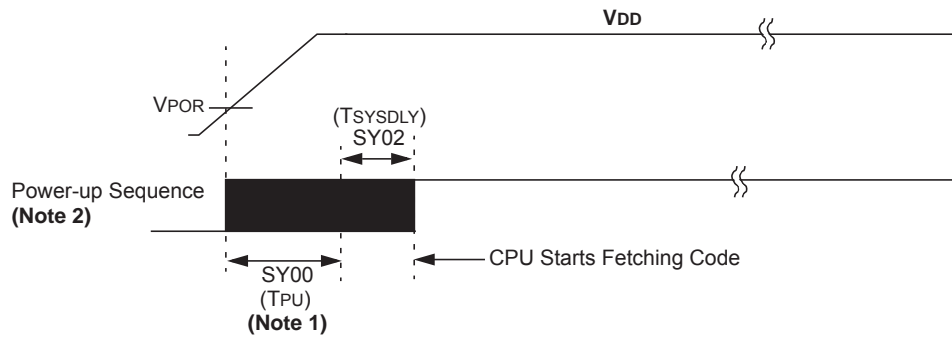 VDD
VPOR
(TSYSDLY)
SY02
Power-up Sequence
(Note 2)
CPU Starts Fetching Code
SY00
(TPU)
(Note 1)